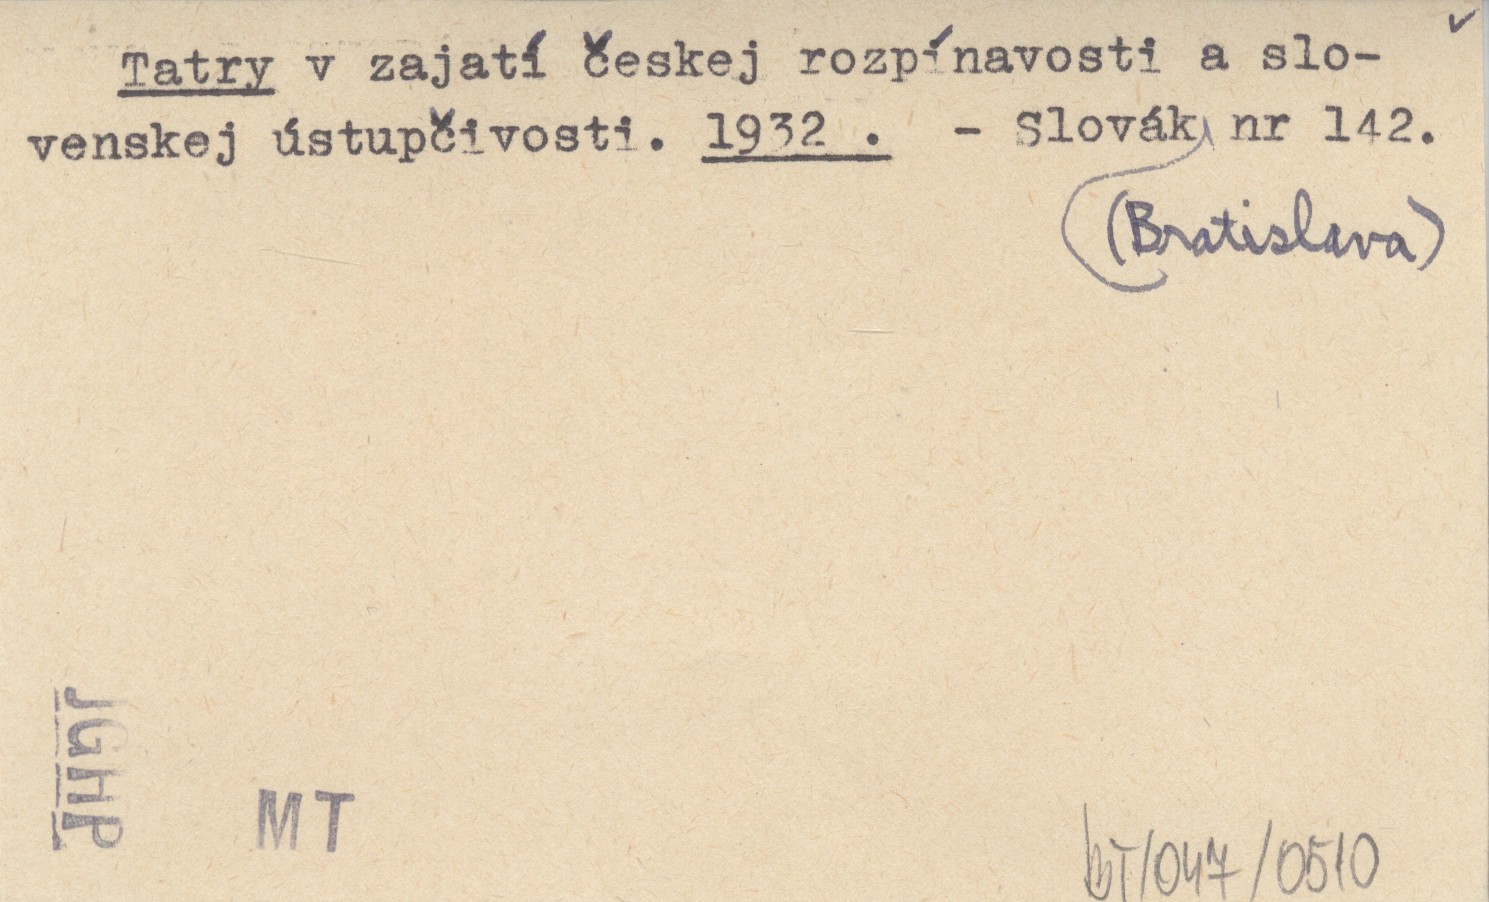 Tatry v zajatí českej rozpínavosti a slo-
venskej ústupčivosti. 1932 . - Slovák, nr 142.
(Bratislava)
JGHP
MT
BT/047/0510